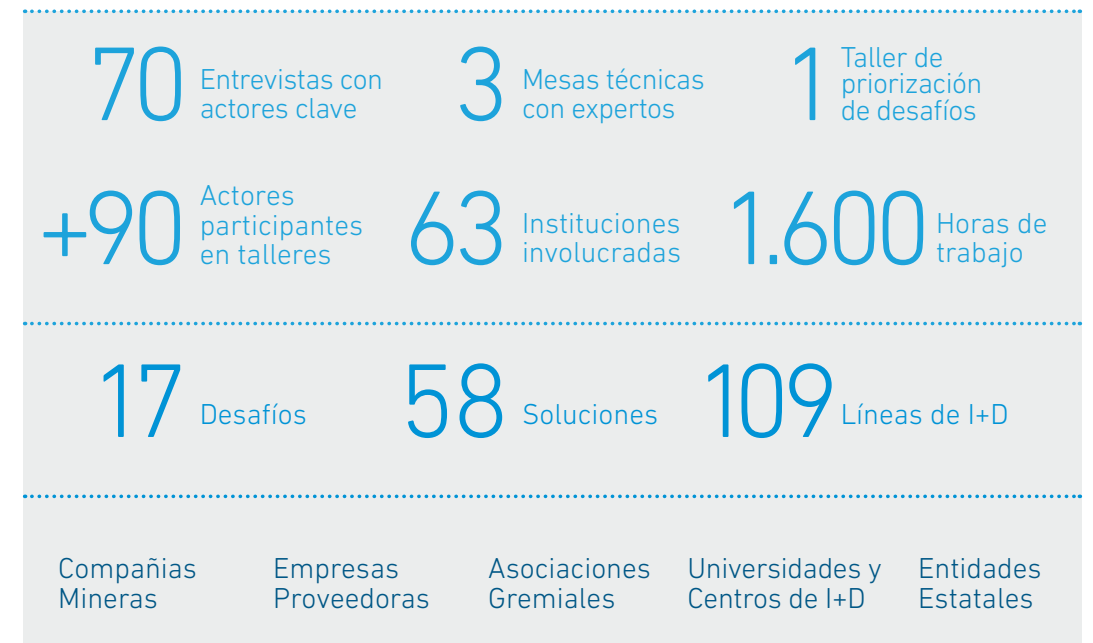 70 Entrevistas con
actores clave
3 Mesas técnicas
con expertos
1 Taller de
priorización
de desafíos
+90 Actores
participantes
en talleres
63 Instituciones
involucradas
1.600 Horas de
trabajo
17 Desafíos
58 Soluciones
109 Líneas de I+D
Compañias
Mineras
Empresas
Proveedoras
Asociaciones
Gremiales
Universidades y
Centros de I+D
Entidades
Estatales